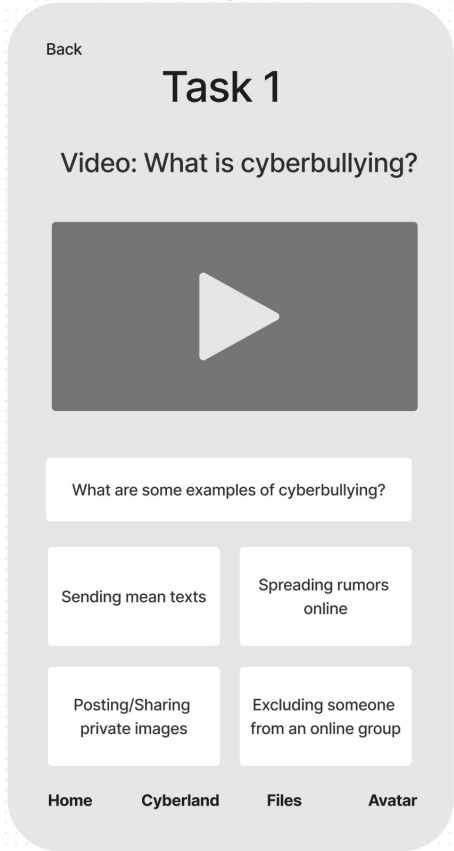 Back
Task 1
Video: What is cyberbullying?
What are some examples of cyberbullying?
Sending mean texts
Spreading rumors
online
Posting/Sharing
private images
Excluding someone
from an online group
Home Cyberland Files Avatar